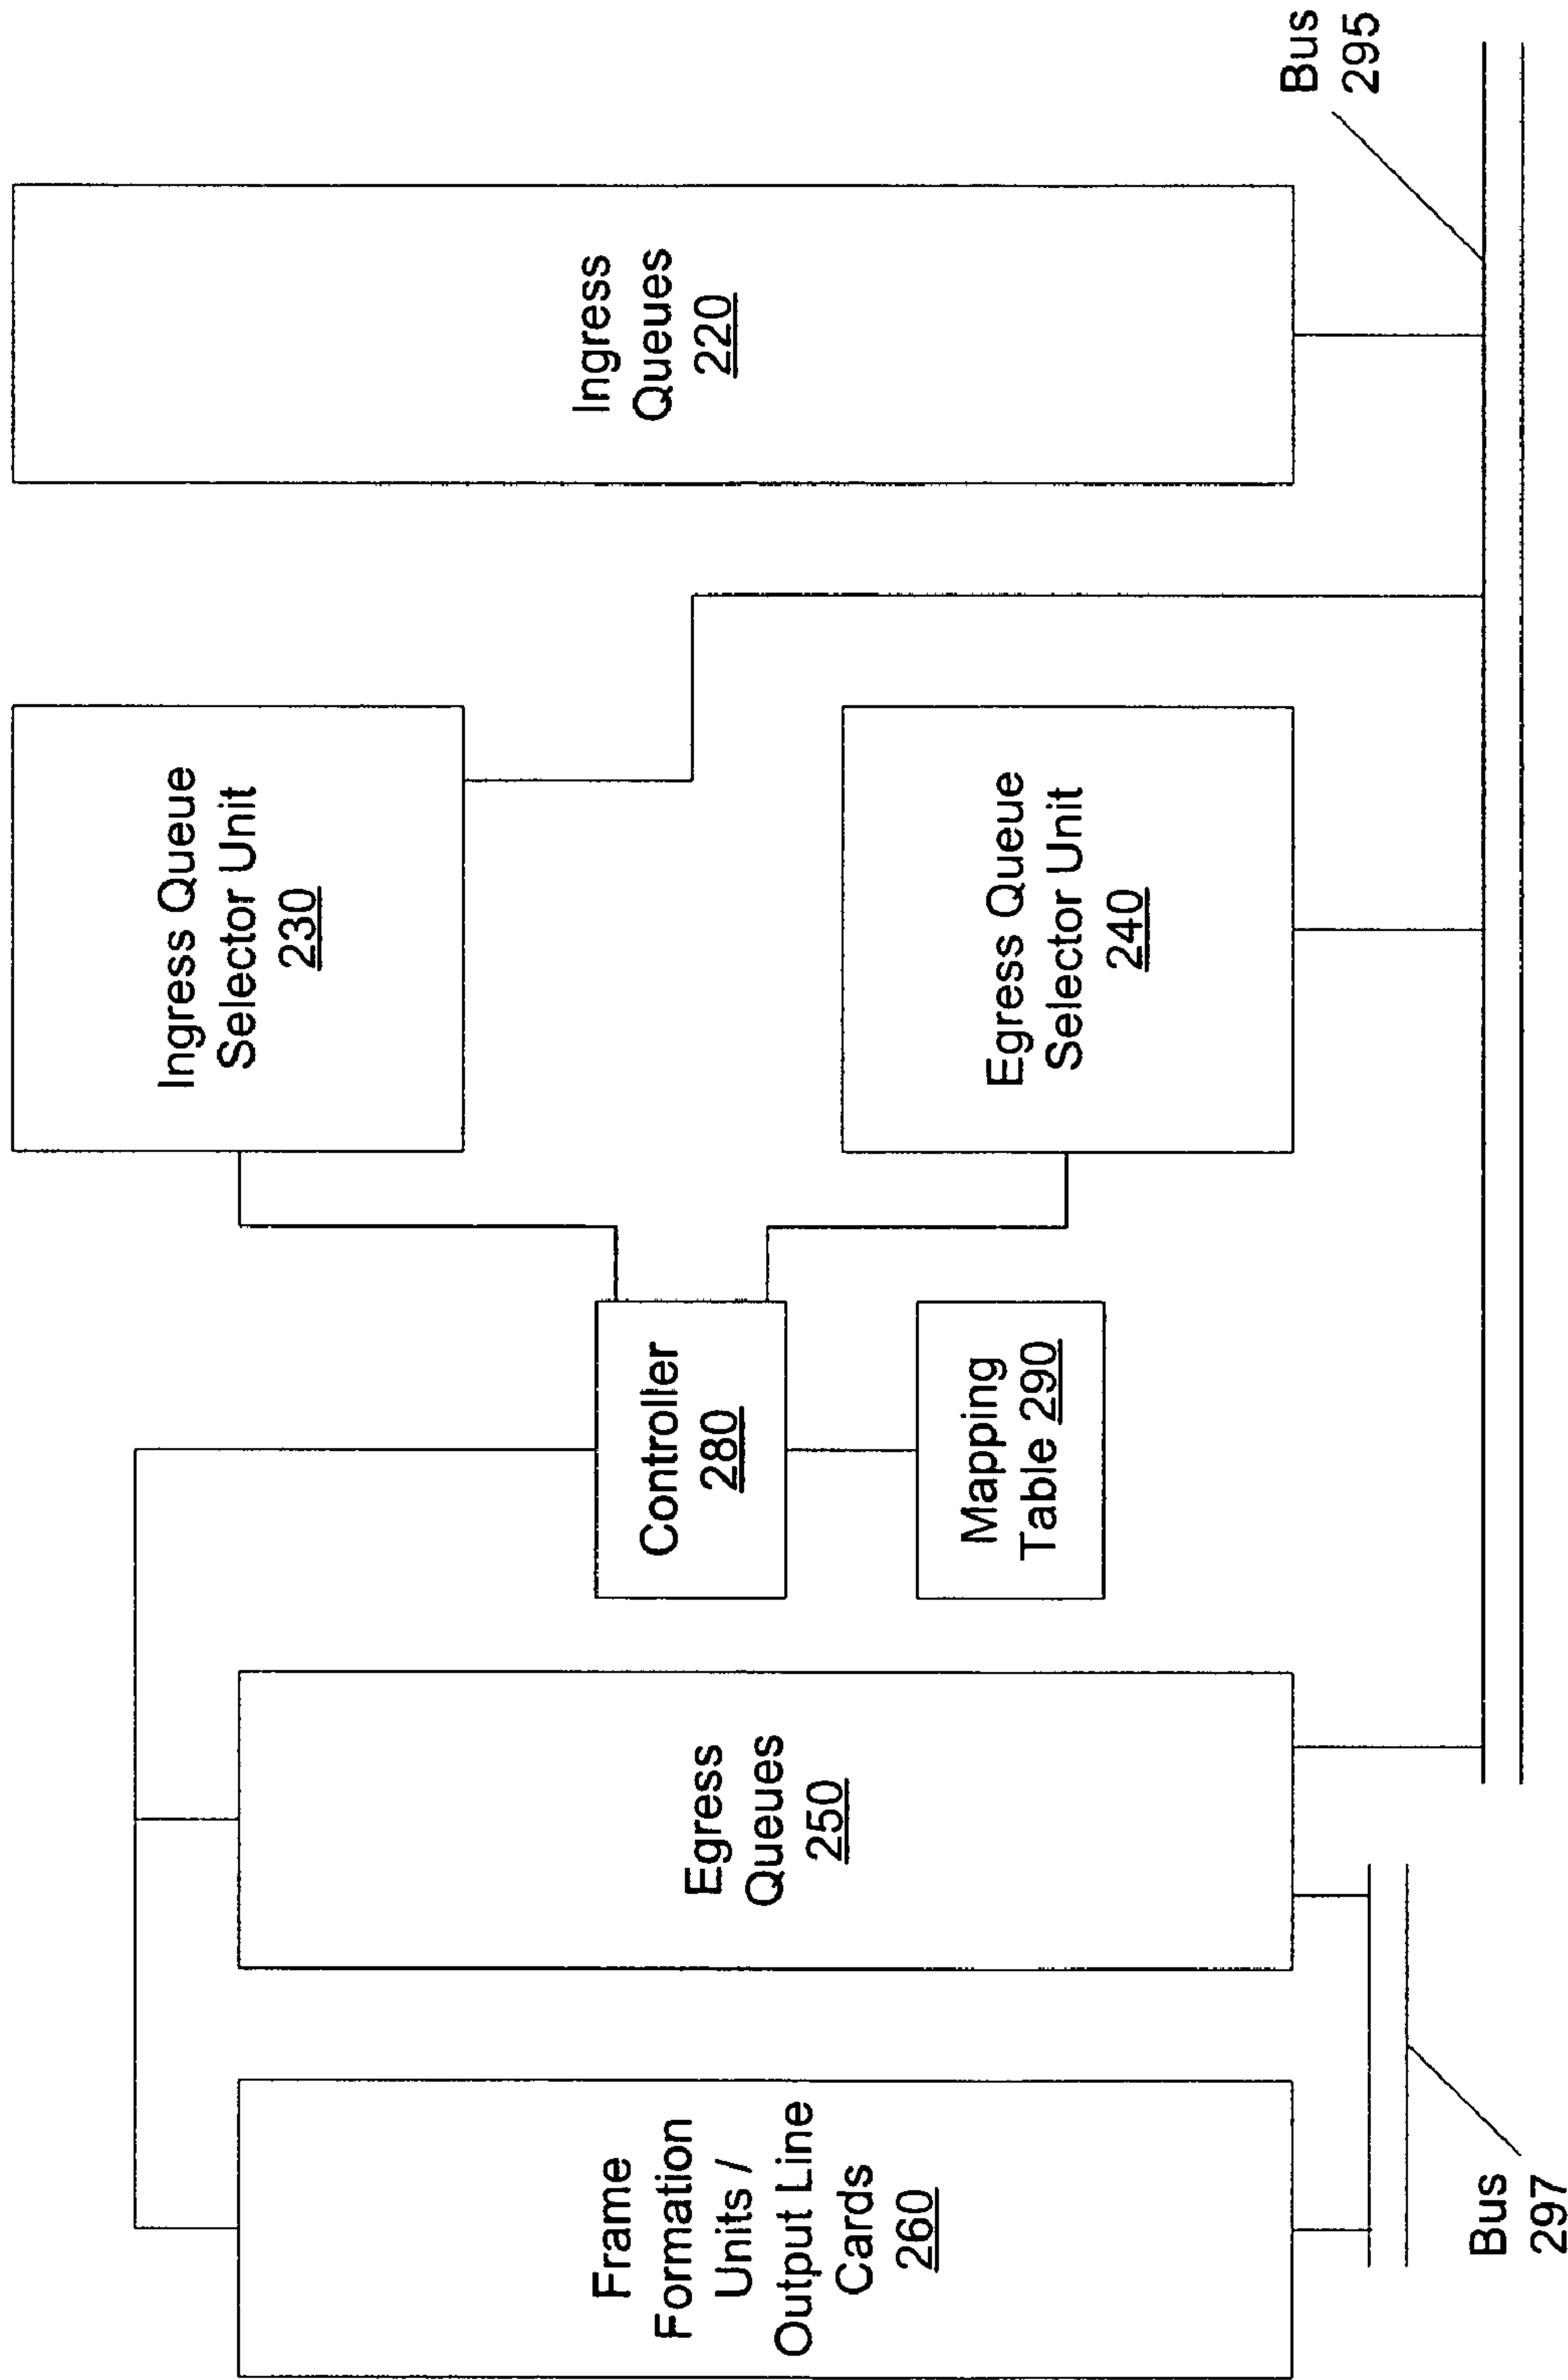 Frame
Formation
Units /
Output Line
Cards
260
Egress
Queues
250
Controller
280
Mapping
Table 290
Ingress Queue
Selector Unit
230
Egress Queue
Selector Unit
240
Ingress
Queues
220
Bus
297
Bus
295